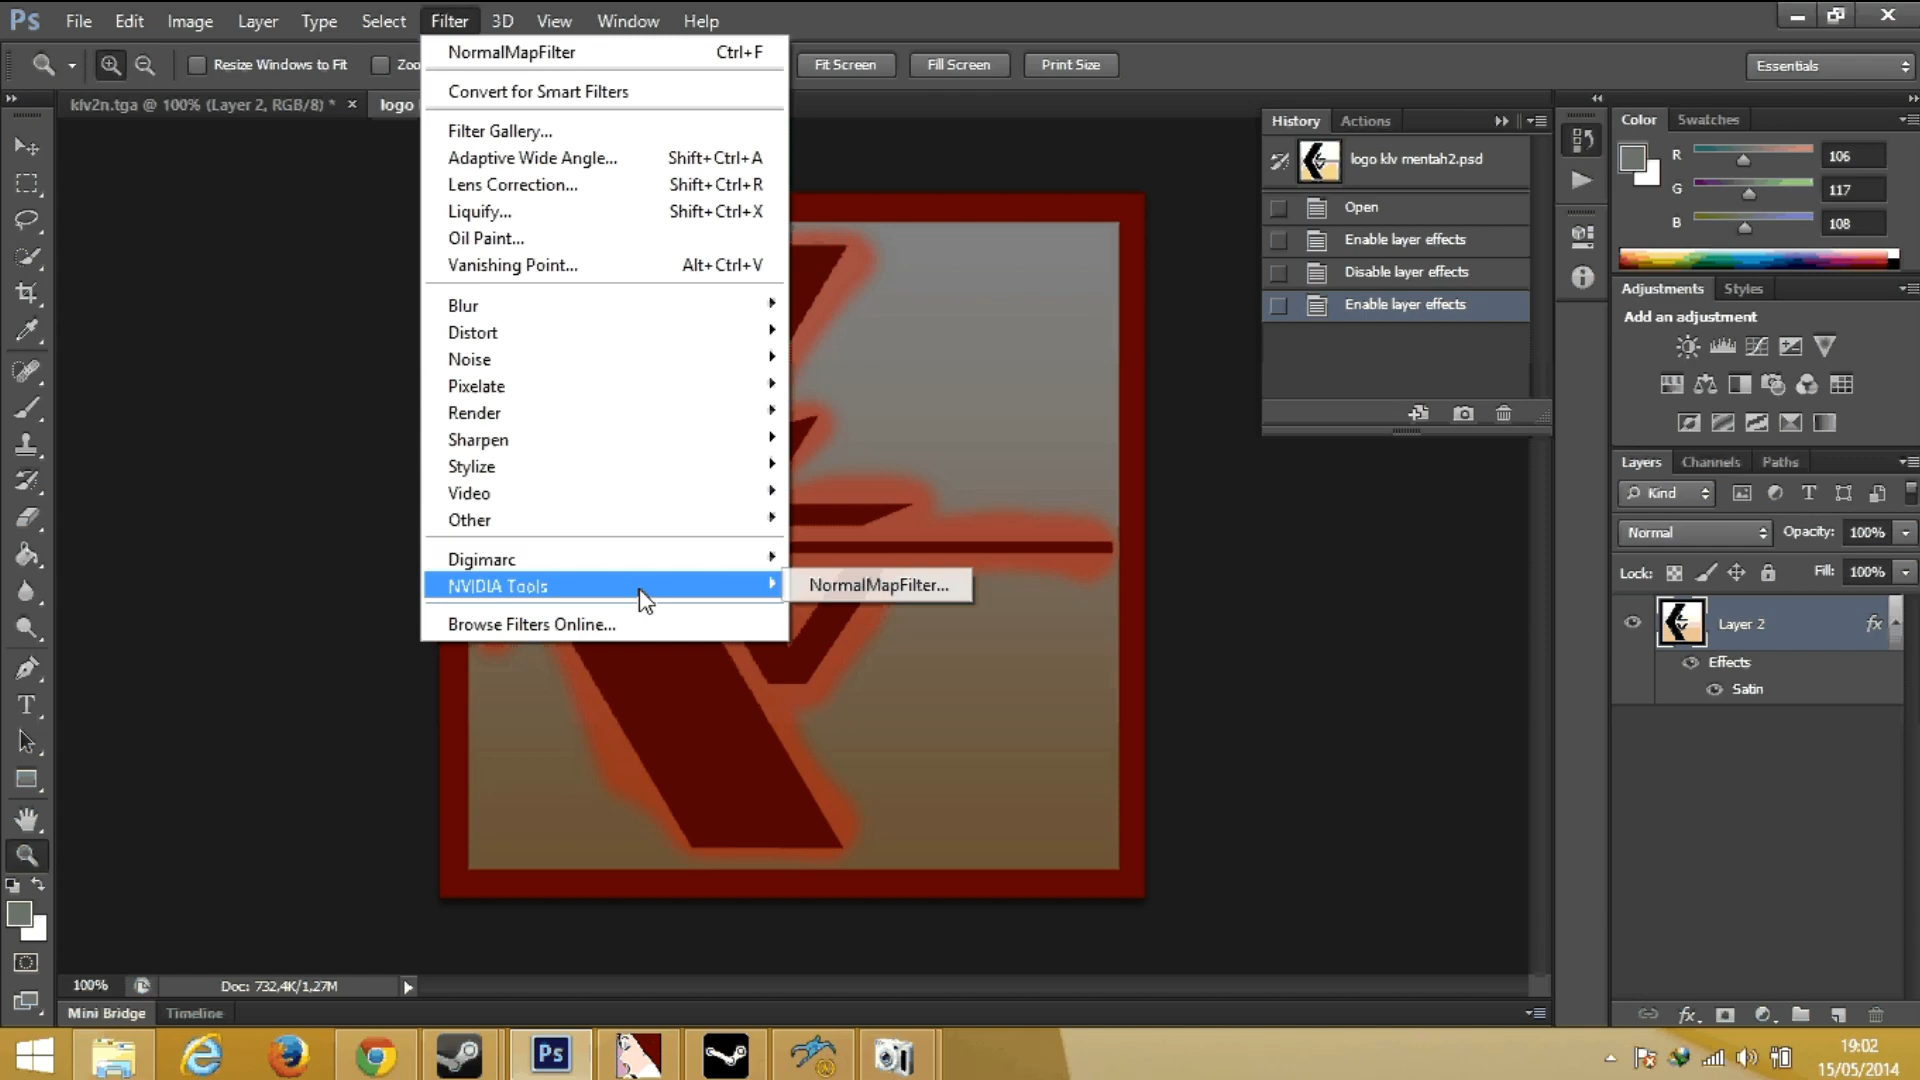 Ps File Edit Image Layer Type Select Filter 3D View Window Help
Resize Windows to Fit Zoo Fit Screen Fill Screen Print Size Essentials
klv2n.tga @ 100% (Layer 2, RGB/8) * × logo
NormalMapFilter Ctrl+F
Convert for Smart Filters
Filter Gallery...
Adaptive Wide Angle... Shift+Ctrl+A
Lens Correction... Shift+Ctrl+R
Liquify... Shift+Ctrl+X
Oil Paint...
Vanishing Point... Alt+Ctrl+V
Blur
Distort
Noise
Pixelate
Render
Sharpen
Stylize
Video
Other
Digimarc
NVIDIA Tools
NormalMapFilter...
Browse Filters Online...
History Actions
logo klv mentah2.psd
Open
Enable layer effects
Disable layer effects
Enable layer effects
Color Swatches
R 106
G 117
B 108
Adjustments Styles
Add an adjustment
Layers Channels Paths
Kind
Normal Opacity: 100%
Lock: Fill: 100%
Layer 2 fx
Effects
Satin
fx
100% Doc: 732,4K/1,27M
Mini Bridge Timeline
Ps
19:02
15/05/2014